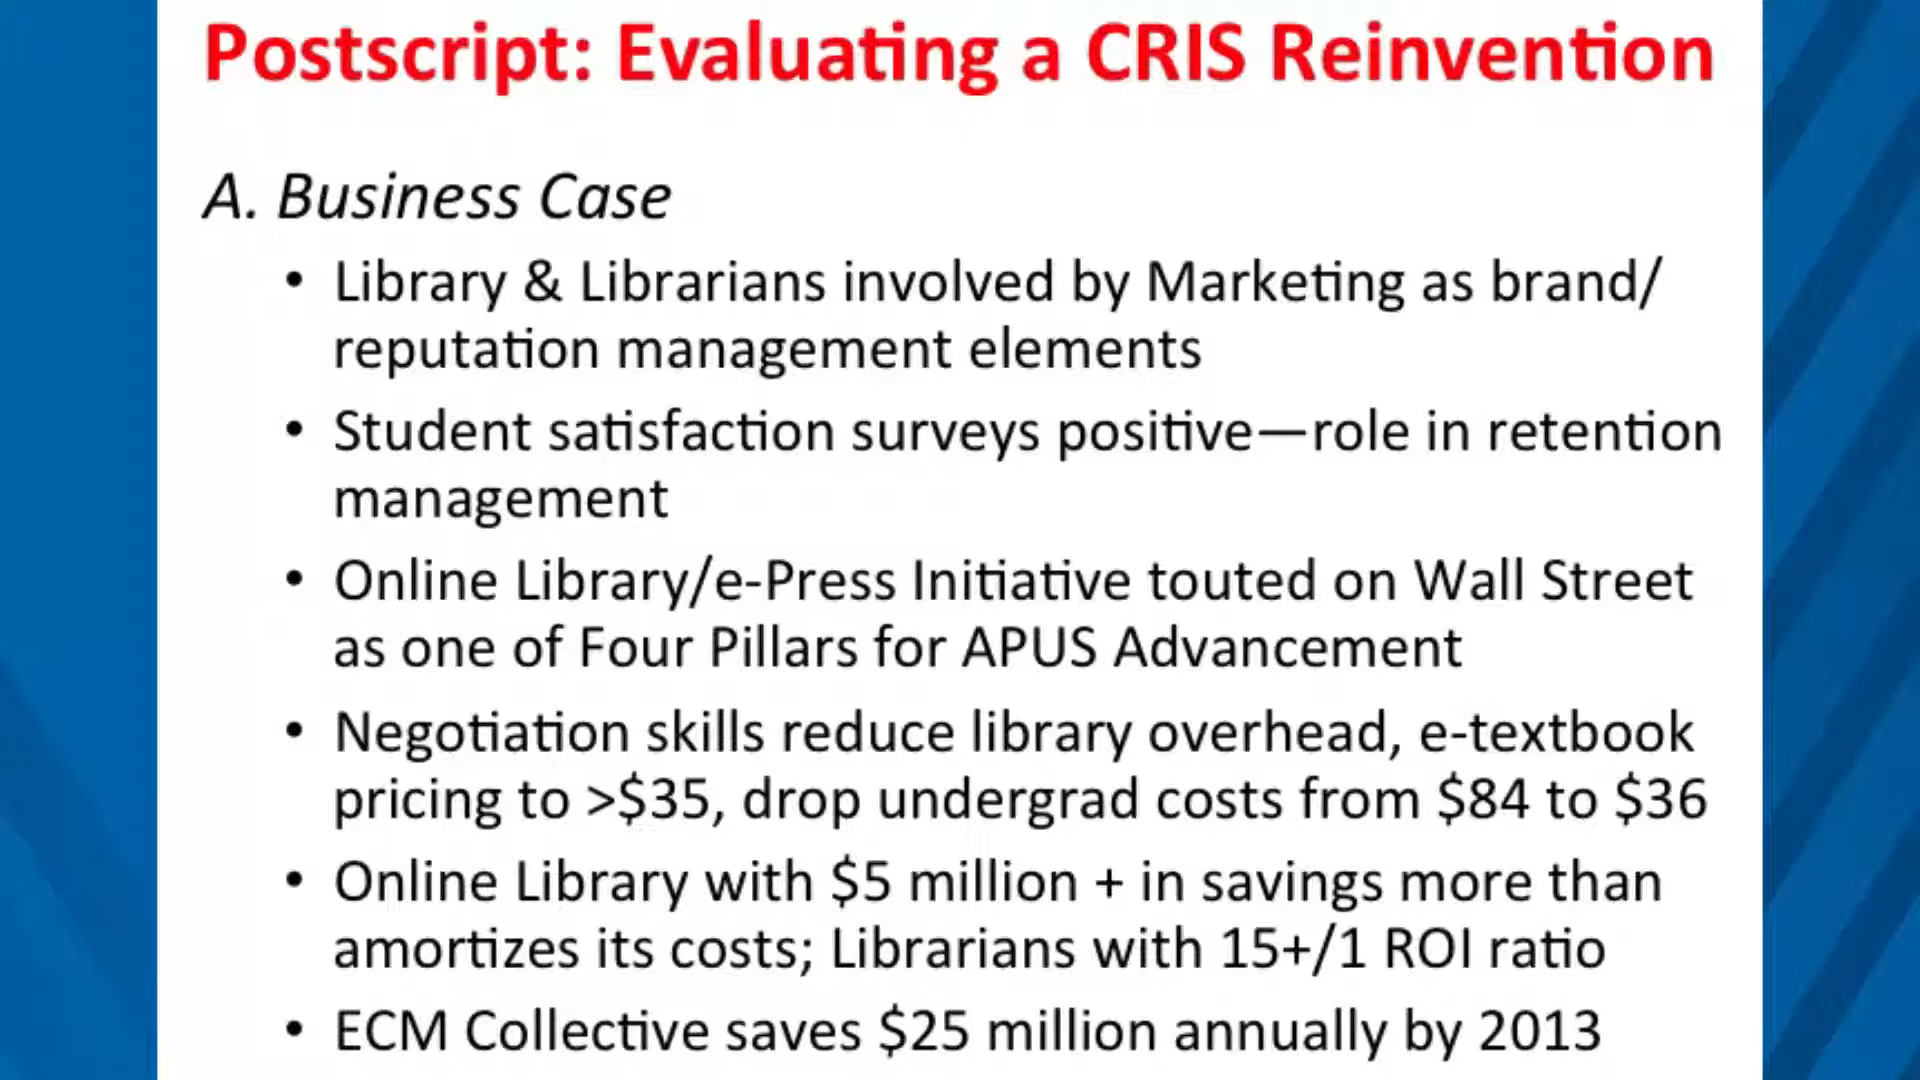 Postscript: Evaluating a CRIS Reinvention
A. Business Case
• Library & Librarians involved by Marketing as brand/
reputation management elements
• Student satisfaction surveys positive—role in retention
management
• Online Library/e-Press Initiative touted on Wall Street
as one of Four Pillars for APUS Advancement
• Negotiation skills reduce library overhead, e-textbook
pricing to >$35, drop undergrad costs from $84 to $36
• Online Library with $5 million + in savings more than
amortizes its costs; Librarians with 15+/1 ROI ratio
• ECM Collective saves $25 million annually by 2013